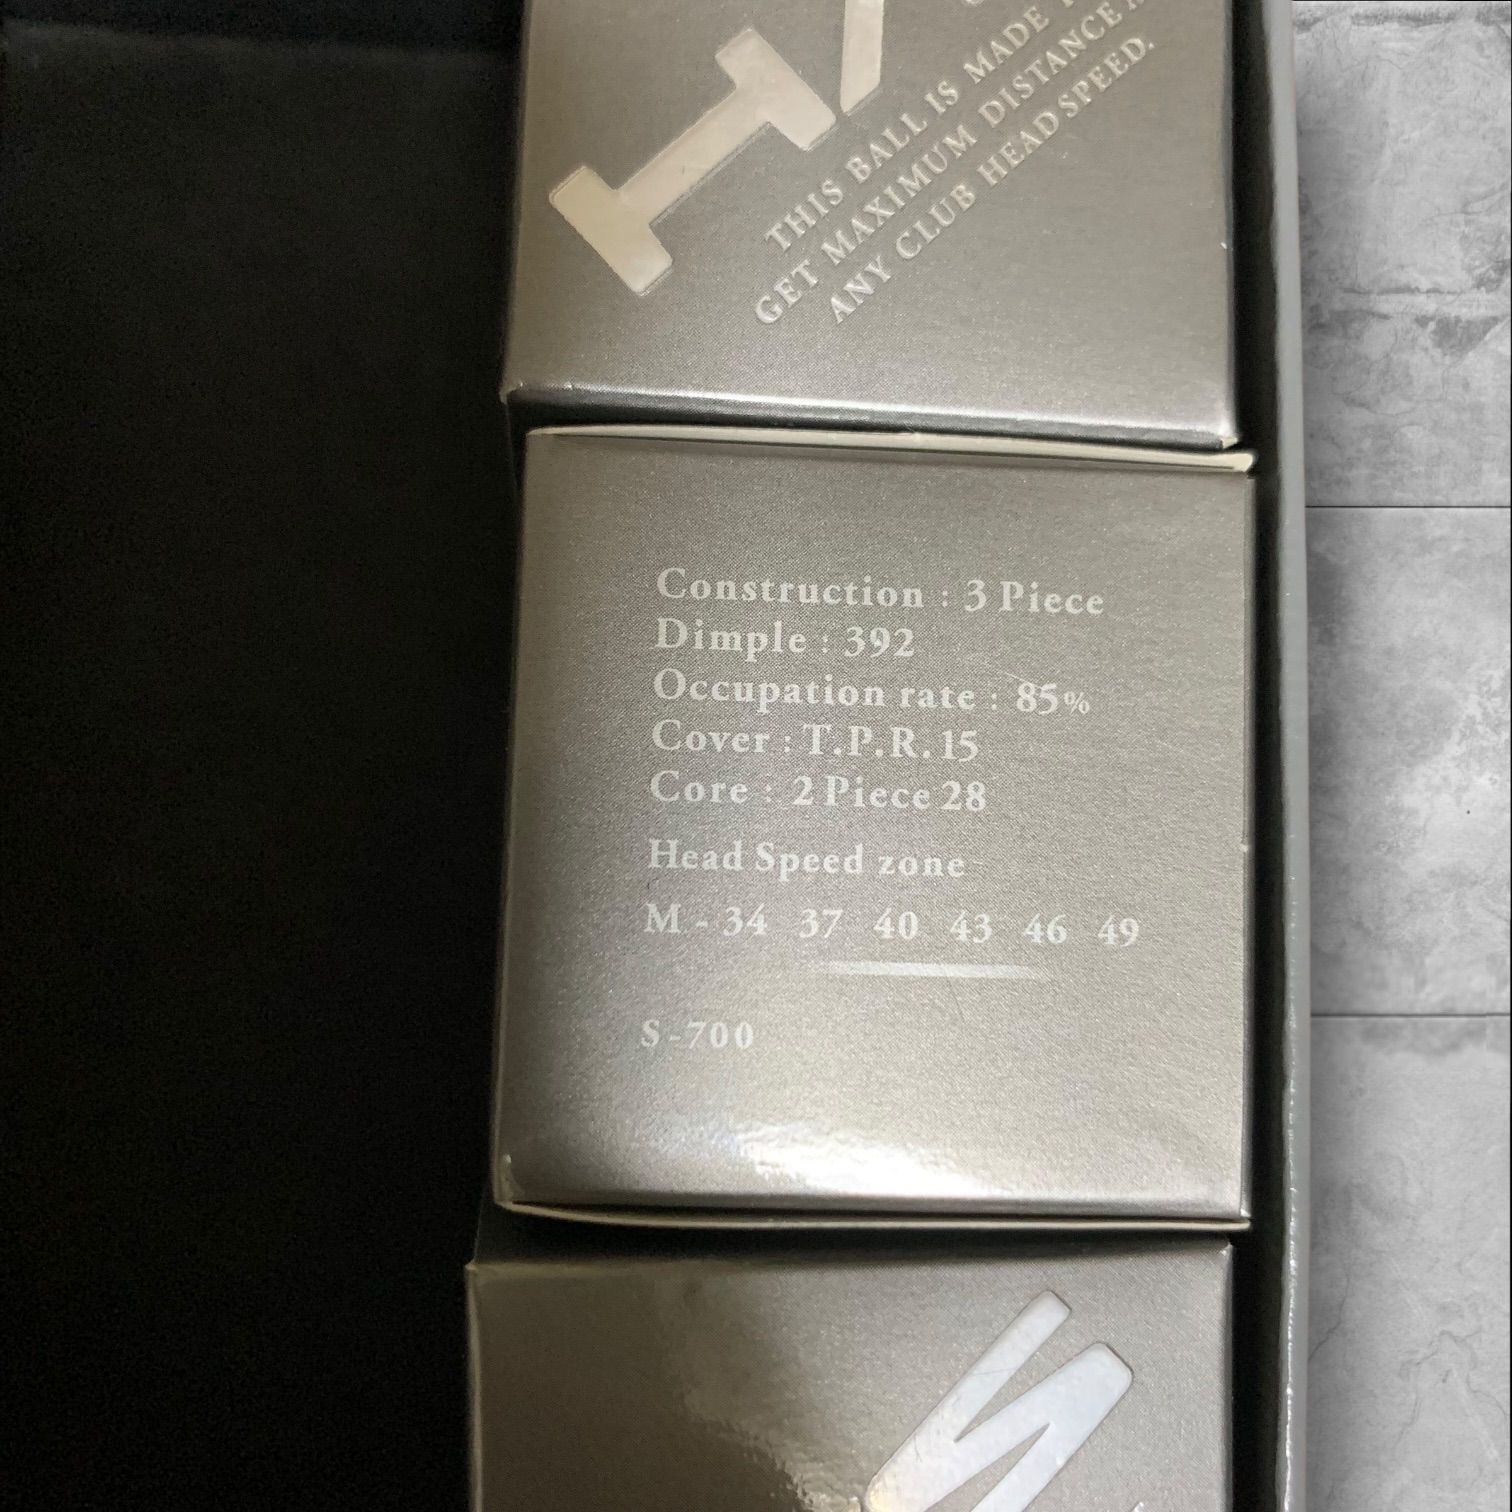 THIS BALL IS MADE
GET MAXIMUM DISTANCE
ANY CLUB HEAD SPEED.
Construction : 3 Piece
Dimple : 392
Occupation rate : 85%
Cover : T.P.R. 15
Core : 2 Piece 28
Head Speed zone
M - 34 37 40 43 46 49
S -700